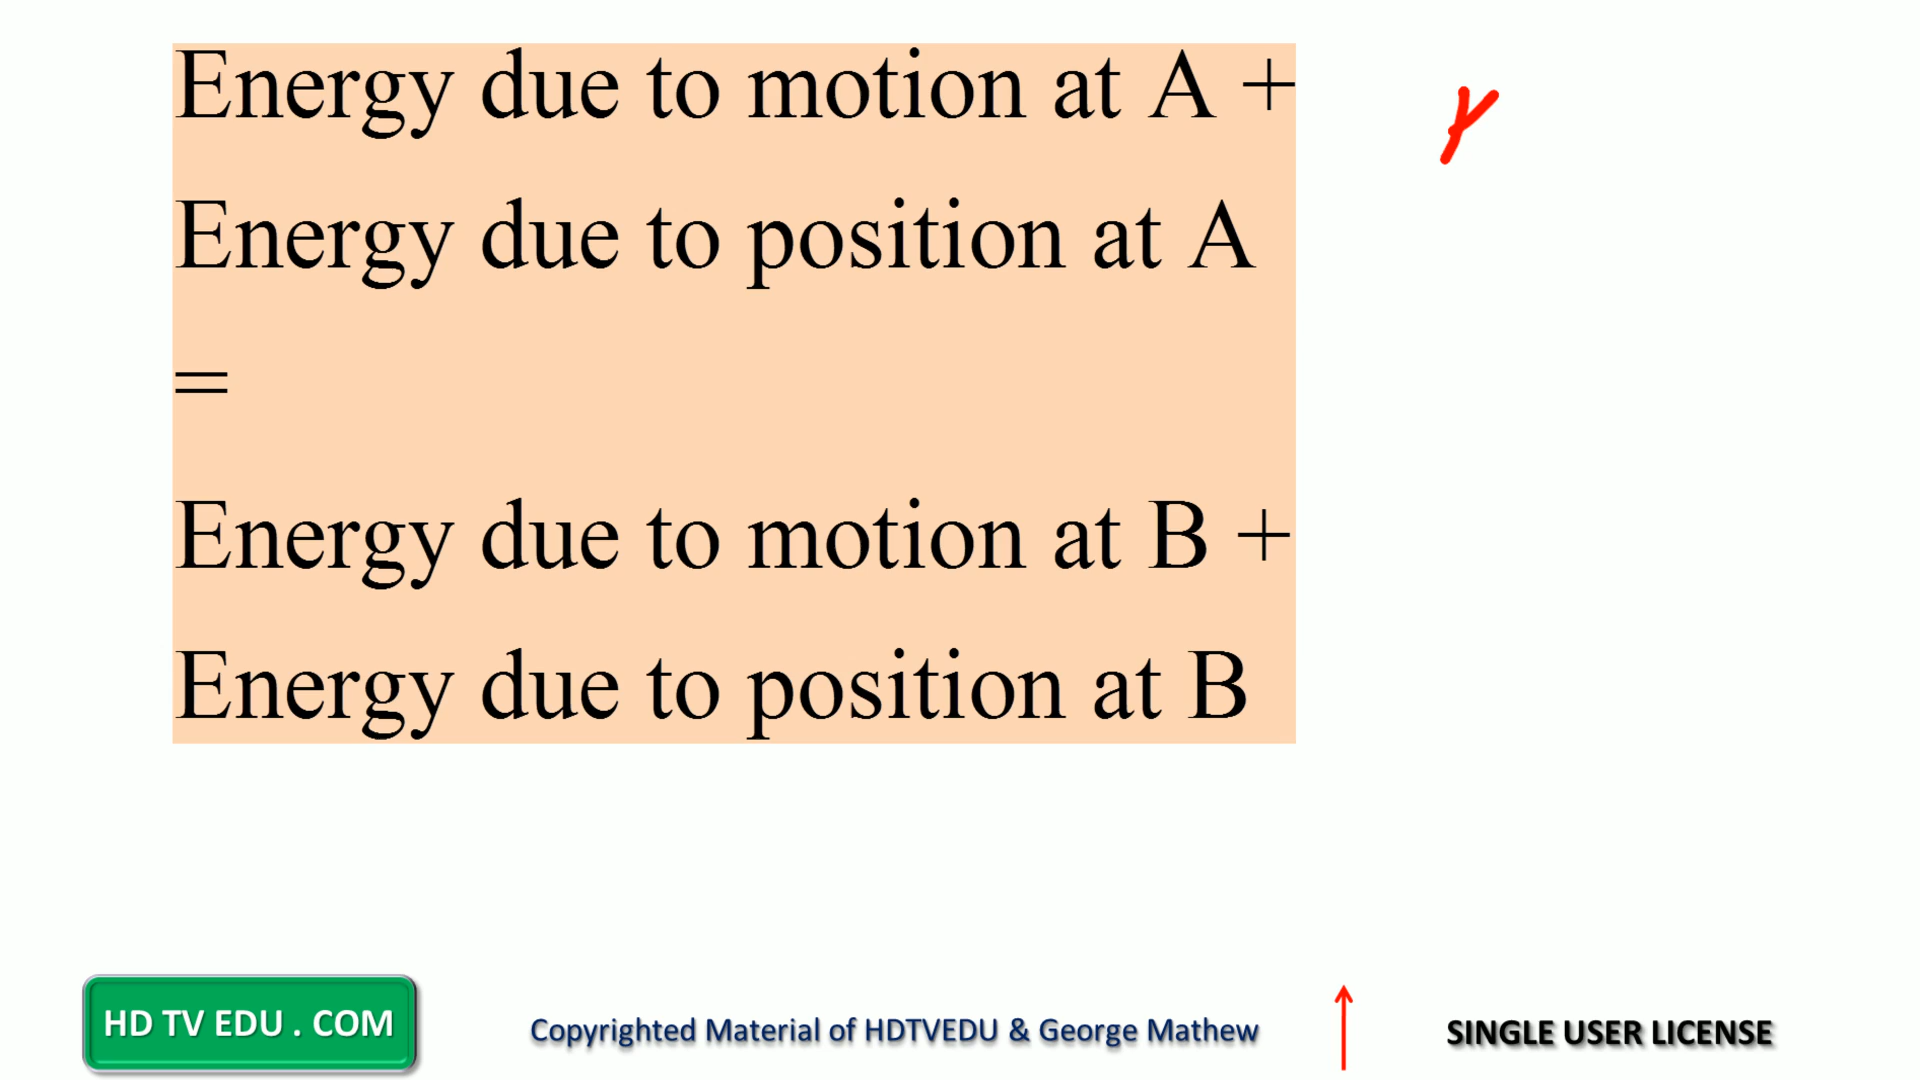 Energy due to motion at A +
Energy due to position at A
=
Energy due to motion at B +
Energy due to position at B
HD TV EDU . COM
Copyrighted Material of HDTVEDU & George Mathew
SINGLE USER LICENSE